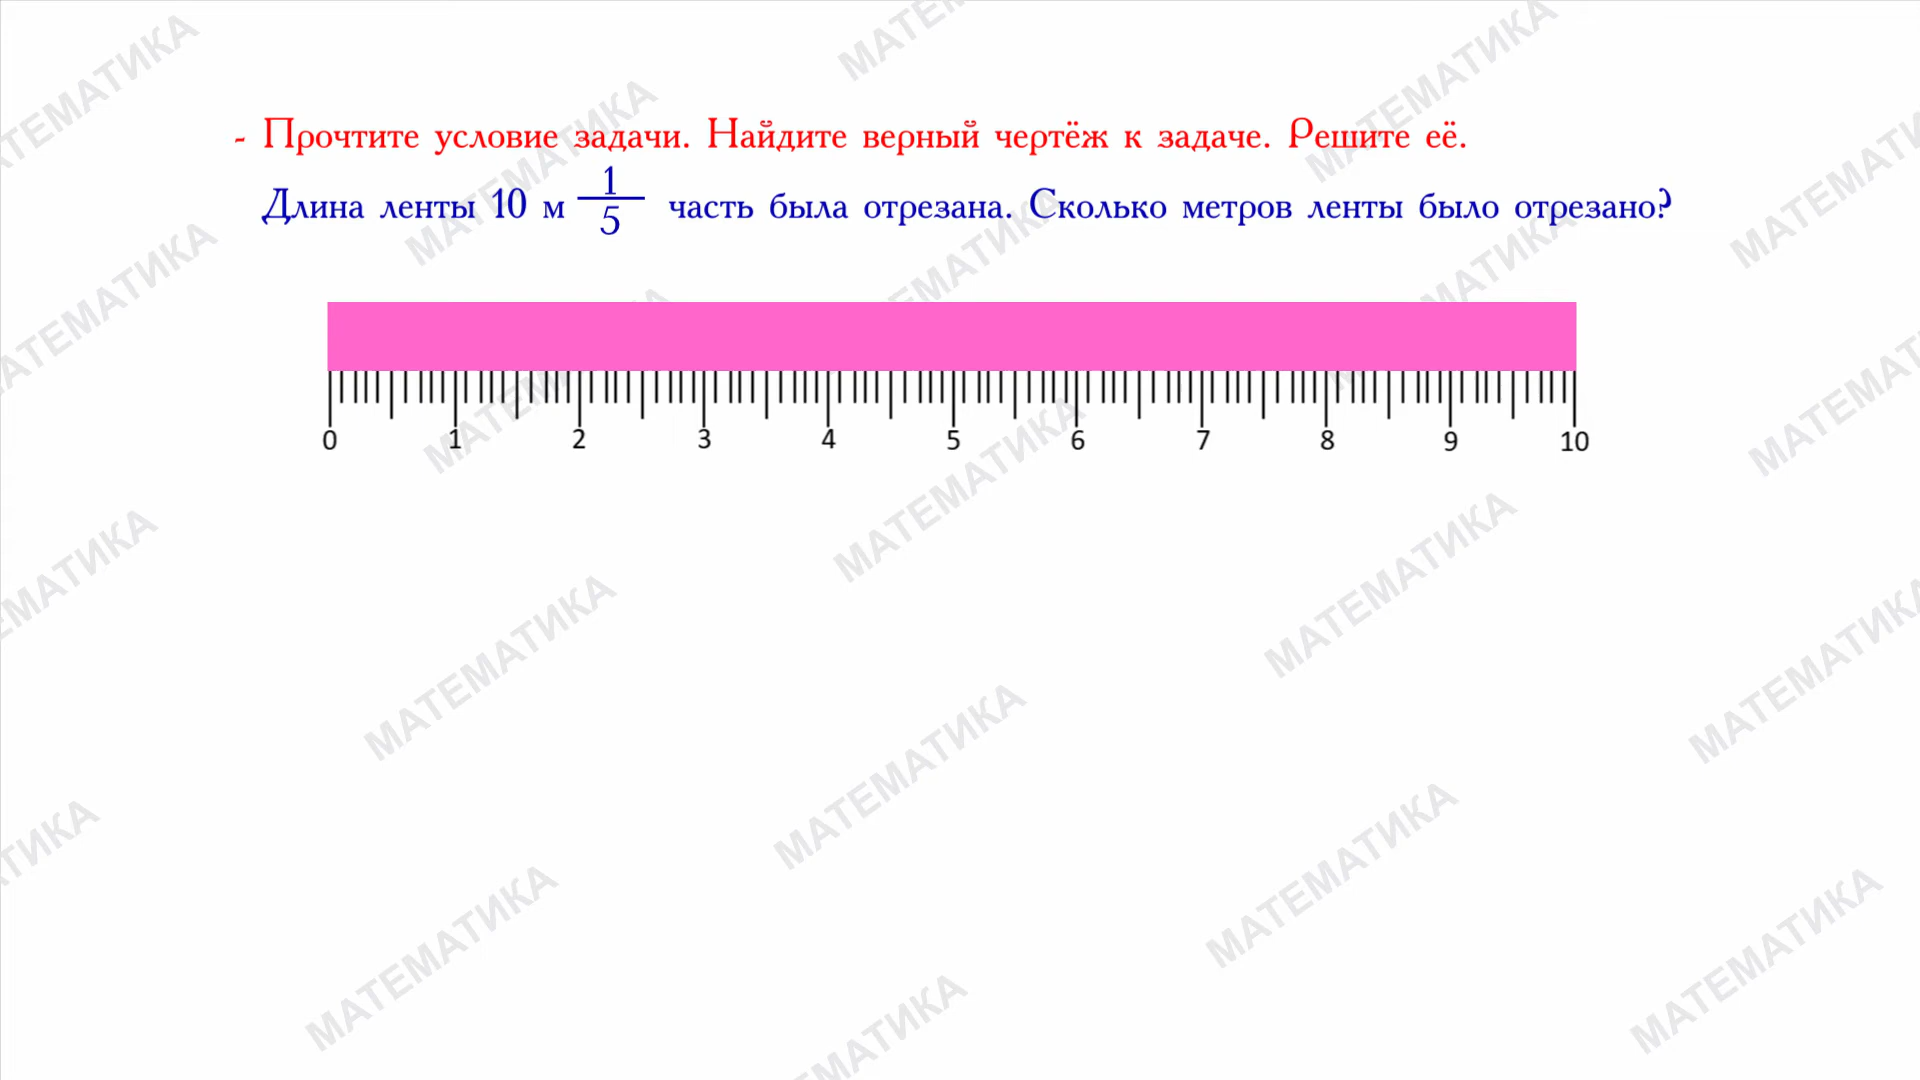 - Прочтите условие задачи. Найдите верный чертёж к задаче. Решите её.
Длина ленты 10 м 1/5 часть была отрезана. Сколько метров ленты было отрезано?
0 1 2 3 4 5 6 7 8 9 10
МАТЕМАТИКА